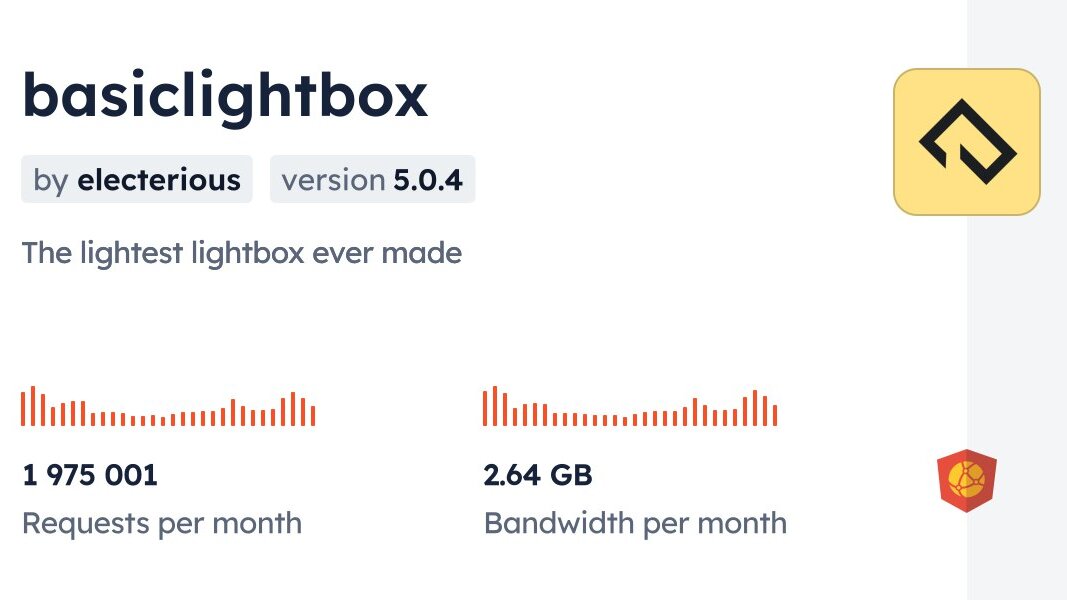 basiclightbox
by electerious version 5.0.4
The lightest lightbox ever made
1 975 001 2.64 GB
Requests per month Bandwidth per month